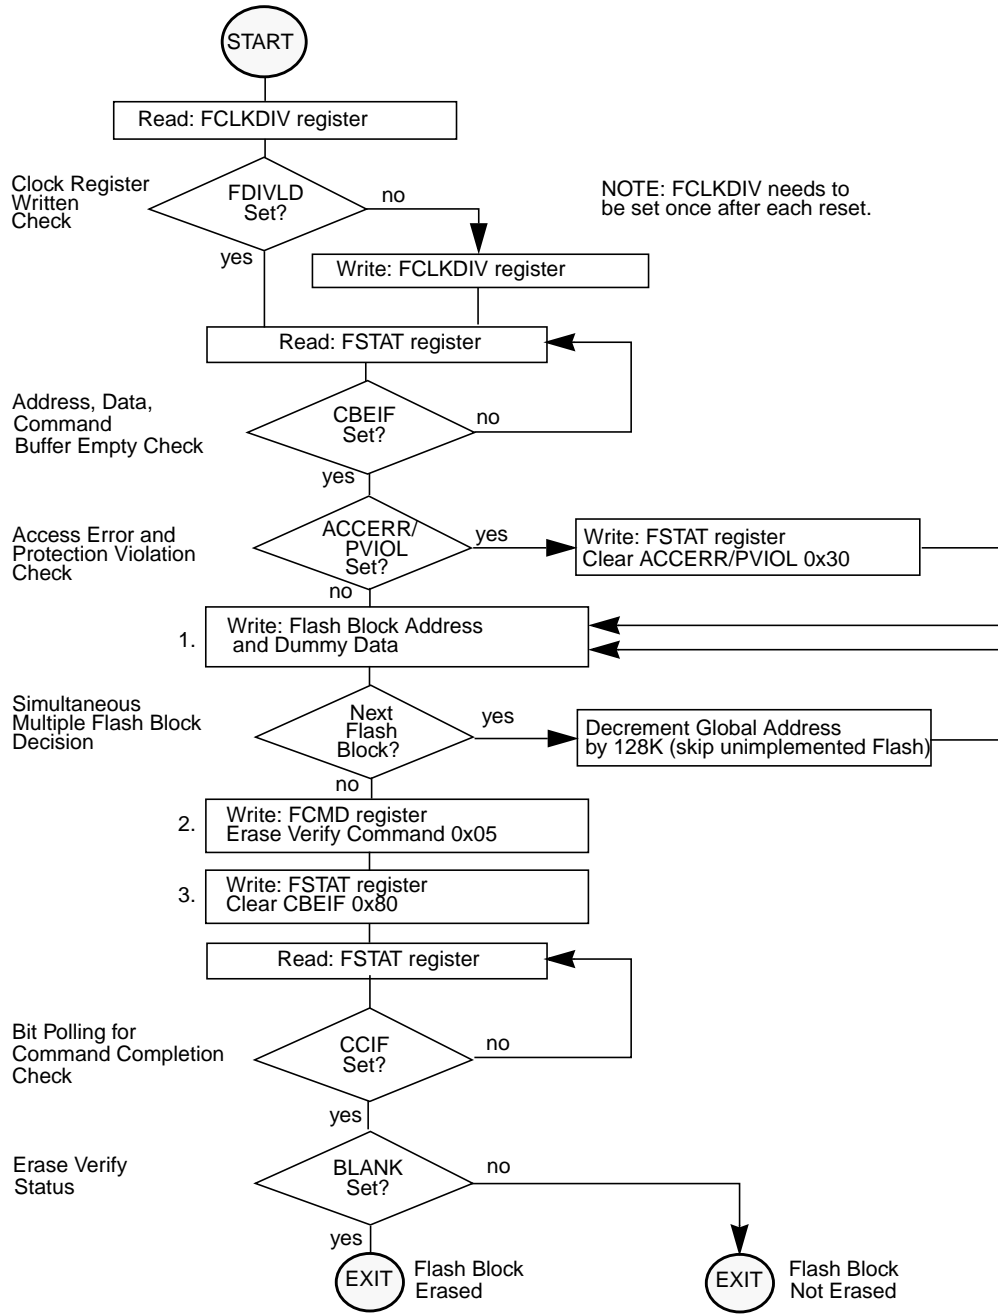 START
Read: FCLKDIV register
Clock Register
Written
Check
FDIVLD
Set?
no
NOTE: FCLKDIV needs to
be set once after each reset.
yes
Write: FCLKDIV register
Read: FSTAT register
Address, Data,
Command
Buffer Empty Check
CBEIF
Set?
no
yes
Access Error and
Protection Violation
Check
ACCERR/
PVIOL
Set?
yes
Write: FSTAT register
Clear ACCERR/PVIOL 0x30
no
1.
Write: Flash Block Address
and Dummy Data
Simultaneous
Multiple Flash Block
Decision
Next
Flash
Block?
yes
Decrement Global Address
by 128K (skip unimplemented Flash)
no
2.
Write: FCMD register
Erase Verify Command 0x05
3.
Write: FSTAT register
Clear CBEIF 0x80
Read: FSTAT register
Bit Polling for
Command Completion
Check
CCIF
Set?
no
yes
Erase Verify
Status
BLANK
Set?
no
yes
EXIT
Flash Block
Erased
EXIT
Flash Block
Not Erased